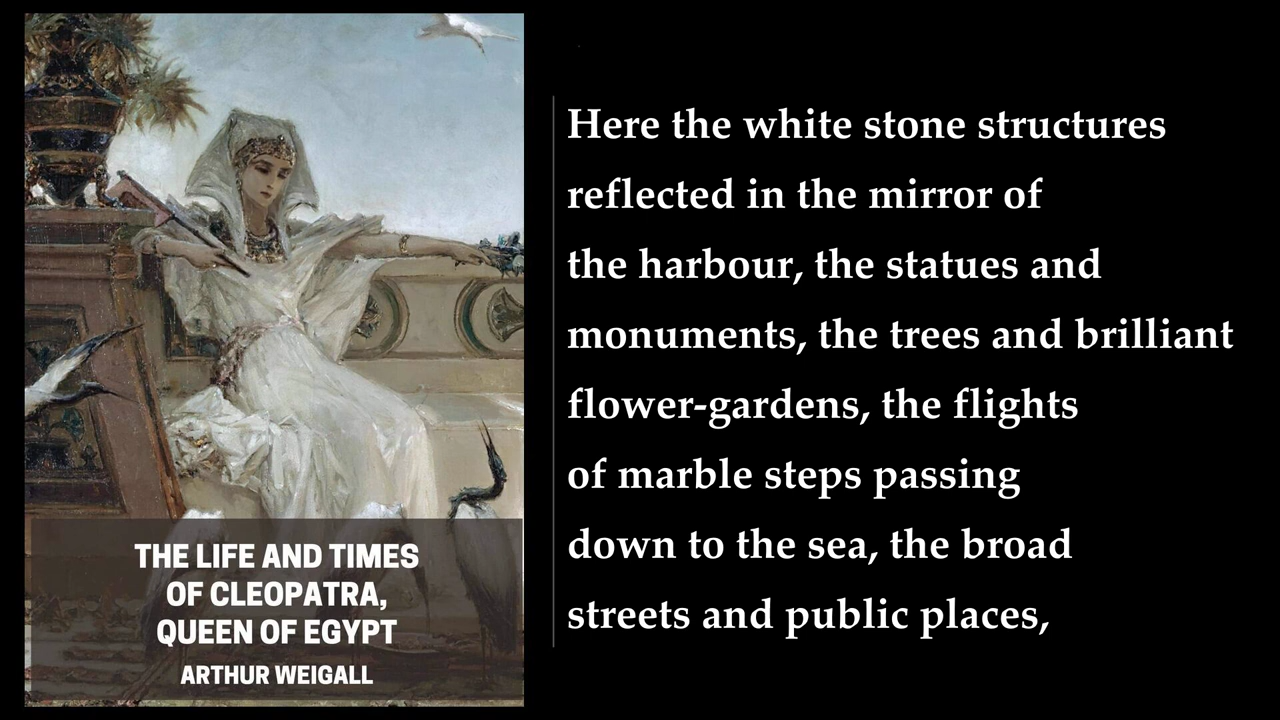 THE LIFE AND TIMES
OF CLEOPATRA,
QUEEN OF EGYPT
ARTHUR WEIGALL
Here the white stone structures
reflected in the mirror of
the harbour, the statues and
monuments, the trees and brilliant
flower-gardens, the flights
of marble steps passing
down to the sea, the broad
streets and public places,